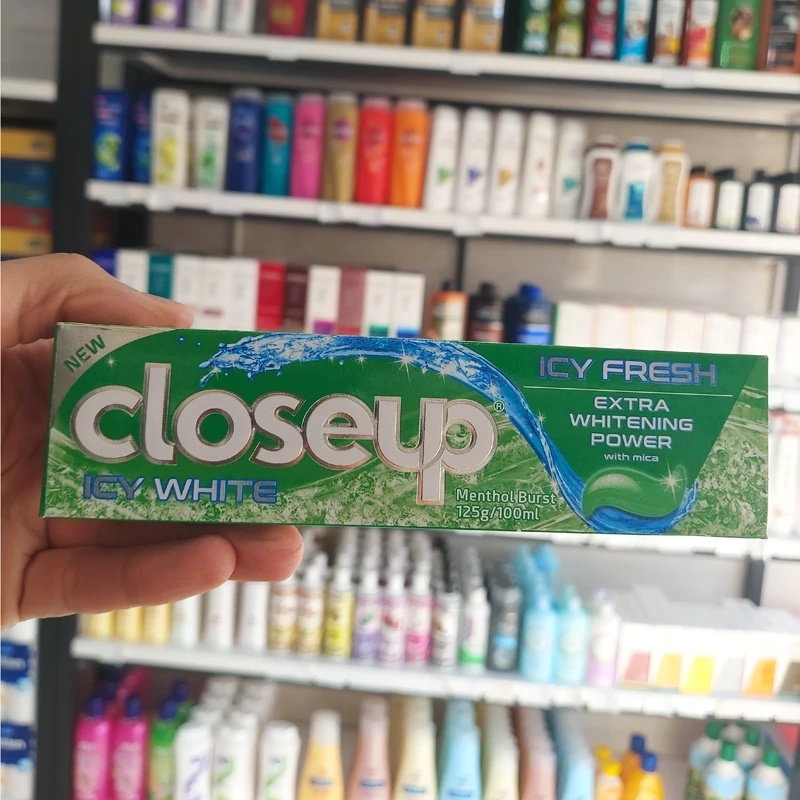 NEW
closeup®
ICY WHITE
Menthol Burst
125g/100ml
ICY FRESH
EXTRA
WHITENING
POWER
with mica